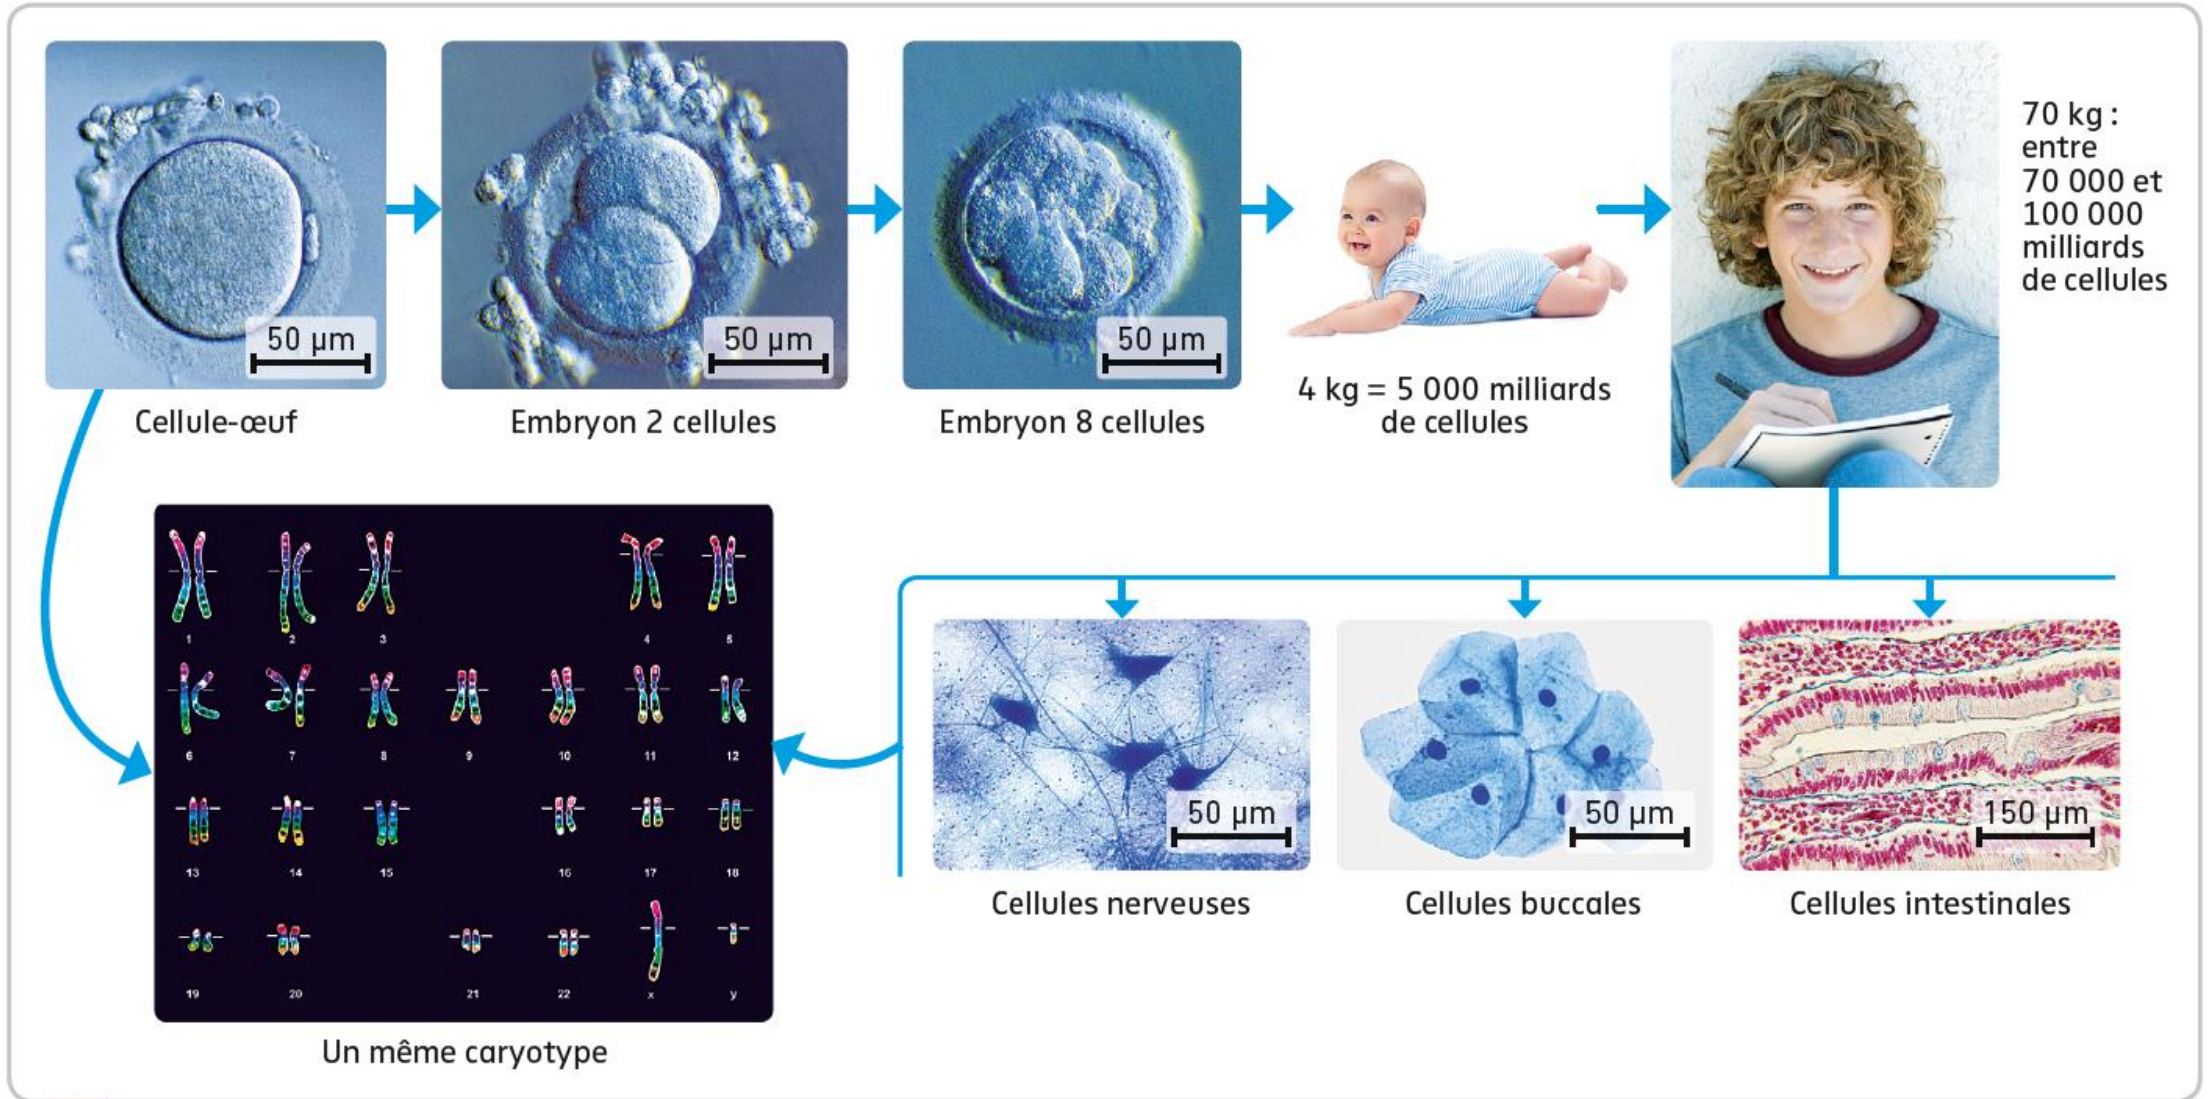 50 µm
50 µm
50 µm
Cellule-œuf
Embryon 2 cellules
Embryon 8 cellules
4 kg = 5 000 milliards
de cellules
70 kg :
entre
70 000 et
100 000
milliards
de cellules
1 2 3 4 5
6 7 8 9 10 11 12
13 14 15 16 17 18
19 20 21 22 x y
Un même caryotype
50 µm
50 µm
150 µm
Cellules nerveuses
Cellules buccales
Cellules intestinales